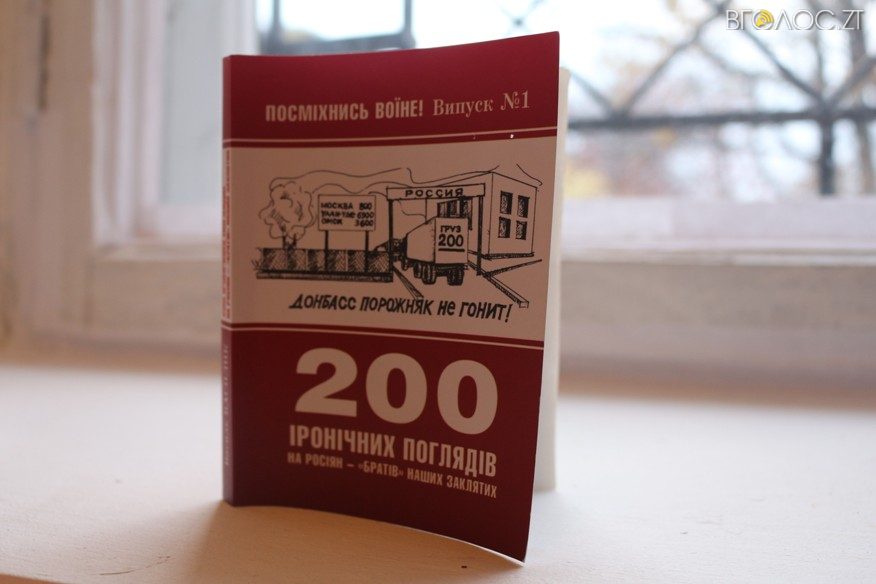 ВГОЛОС.ZT
ПОСМІХНИСЬ ВОЇНЕ! Випуск №1
РОССИЯ
МОСКВА 800
УЛАН-УДЕ 6900
ОМСК 3600
ГРУЗ
200
ДОНБАСС ПОРОЖНЯК НЕ ГОНИТ!
200
ІРОНІЧНИХ ПОГЛЯДІВ
НА РОСІЯН – «БРАТІВ» НАШИХ ЗАКЛЯТИХ